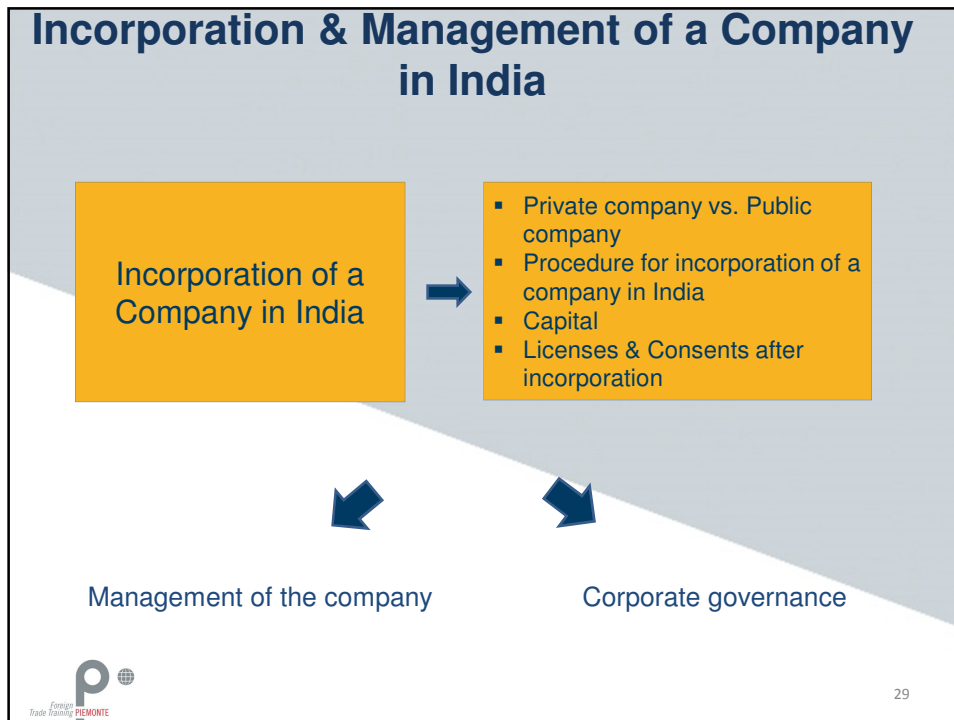 Incorporation & Management of a Company
in India
Incorporation of a
Company in India
▪ Private company vs. Public
company
▪ Procedure for incorporation of a
company in India
▪ Capital
▪ Licenses & Consents after
incorporation
Management of the company
Corporate governance
Foreign
Trade Training PIEMONTE
29